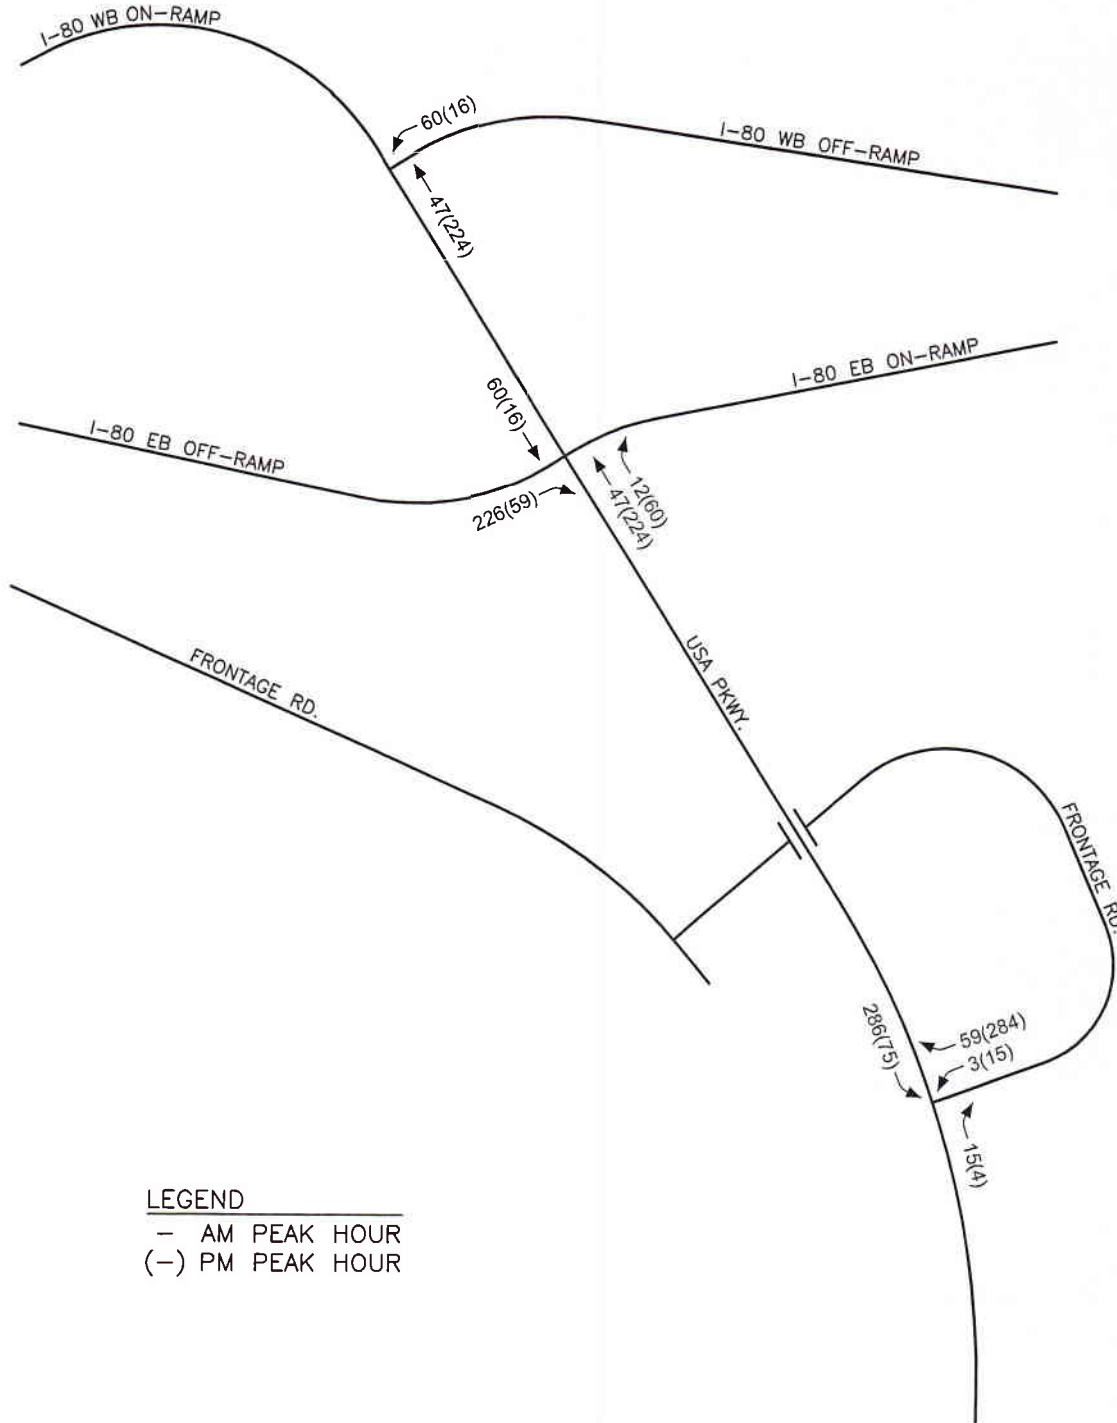 I-80 WB ON-RAMP
60(16)
I-80 WB OFF-RAMP
47(224)
I-80 EB ON-RAMP
60(16)
I-80 EB OFF-RAMP
226(59)
12(60)
47(224)
FRONTAGE RD.
USA PKWY.
FRONTAGE RD.
286(75)
59(284)
3(15)
15(4)
LEGEND
- AM PEAK HOUR
(-) PM PEAK HOUR